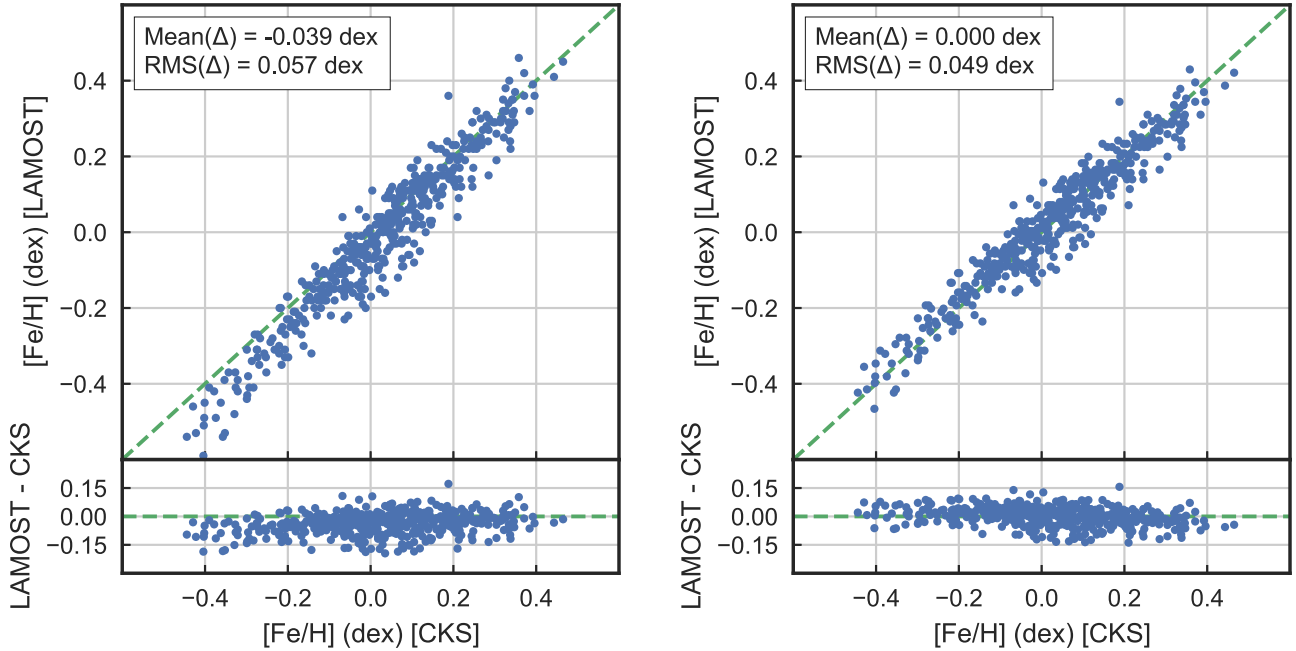 Mean(Δ) = -0.039 dex
RMS(Δ) = 0.057 dex
[Fe/H] (dex) [LAMOST]
0.4
0.2
0.0
−0.2
−0.4
LAMOST - CKS
0.15
0.00
−0.15
−0.4 −0.2 0.0 0.2 0.4
[Fe/H] (dex) [CKS]
Mean(Δ) = 0.000 dex
RMS(Δ) = 0.049 dex
[Fe/H] (dex) [LAMOST]
0.4
0.2
0.0
−0.2
−0.4
LAMOST - CKS
0.15
0.00
−0.15
−0.4 −0.2 0.0 0.2 0.4
[Fe/H] (dex) [CKS]